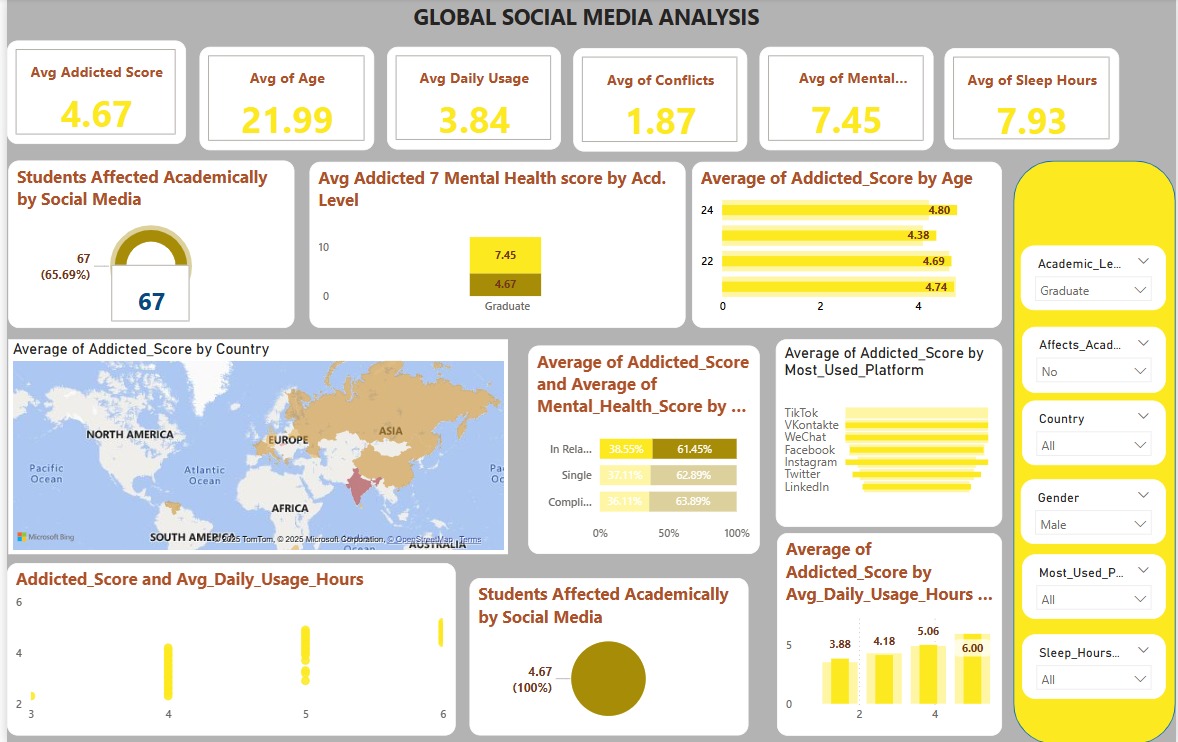 GLOBAL SOCIAL MEDIA ANALYSIS
Avg Addicted Score
4.67
Avg of Age
21.99
Avg Daily Usage
3.84
Avg of Conflicts
1.87
Avg of Mental...
7.45
Avg of Sleep Hours
7.93
Students Affected Academically
by Social Media
67
(65.69%)
67
Avg Addicted 7 Mental Health score by Acd.
Level
10
0
7.45
4.67
Graduate
Average of Addicted_Score by Age
24
22
4.80
4.38
4.69
4.74
0
2
4
Average of Addicted_Score by Country
NORTH AMERICA
EUROPE
ASIA
Pacific
Ocean
Atlantic
Ocean
AFRICA
SOUTH AMERICA
AUSTRALIA
Ocean
Microsoft Bing
2025 TomTom, © 2025 Microsoft Corporation, © OpenStreetMap Terms
Average of Addicted_Score
and Average of
Mental_Health_Score by ...
In Rela...
38.55%
61.45%
Single
37.11%
62.89%
Compli...
36.11%
63.89%
0%
50%
100%
Average of Addicted_Score by
Most_Used_Platform
TikTok
VKontakte
WeChat
Facebook
Instagram
Twitter
LinkedIn
Addicted_Score and Avg_Daily_Usage_Hours
6
4
2
3
4
5
6
Students Affected Academically
by Social Media
4.67
(100%)
Average of
Addicted_Score by
Avg_Daily_Usage_Hours ...
5
0
3.88
4.18
5.06
6.00
2
4
Academic_Le...
Graduate
Affects_Acad...
No
Country
All
Gender
Male
Most_Used_P...
All
Sleep_Hours...
All